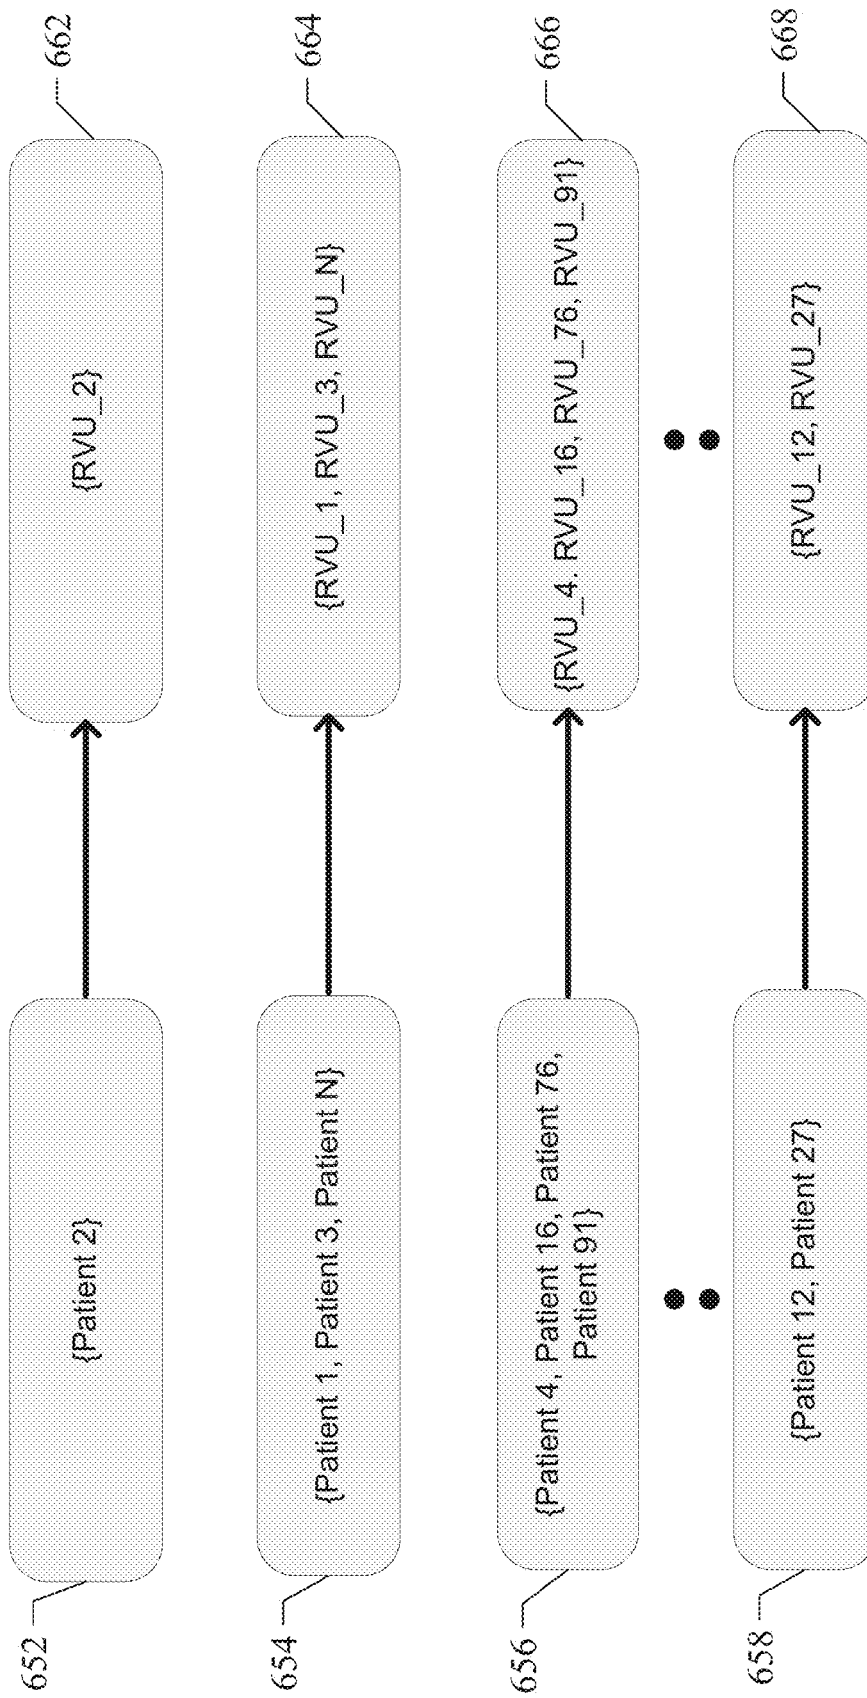 652
{Patient 2}
{RVU_2}
662
654
{Patient 1, Patient 3, Patient N}
{RVU_1, RVU_3, RVU_N}
664
656
{Patient 4, Patient 16, Patient 76,
Patient 91}
{RVU_4. RVU_16, RVU_76, RVU_91}
666
658
{Patient 12, Patient 27}
{RVU_12, RVU_27}
668